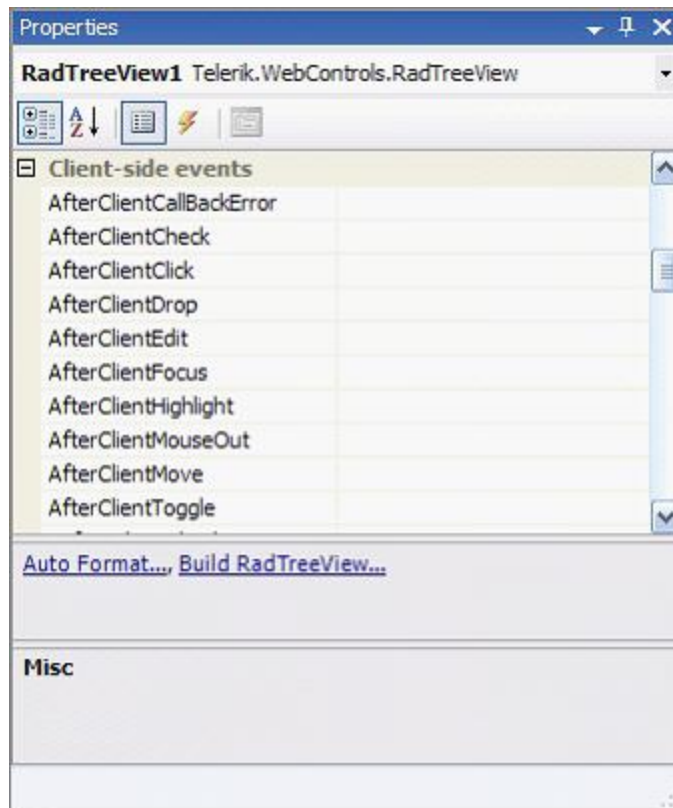 Properties
RadTreeView1 Telerik.WebControls.RadTreeView
Client-side events
AfterClientCallBackError
AfterClientCheck
AfterClientClick
AfterClientDrop
AfterClientEdit
AfterClientFocus
AfterClientHighlight
AfterClientMouseOut
AfterClientMove
AfterClientToggle
Auto Format..., Build RadTreeView...
Misc